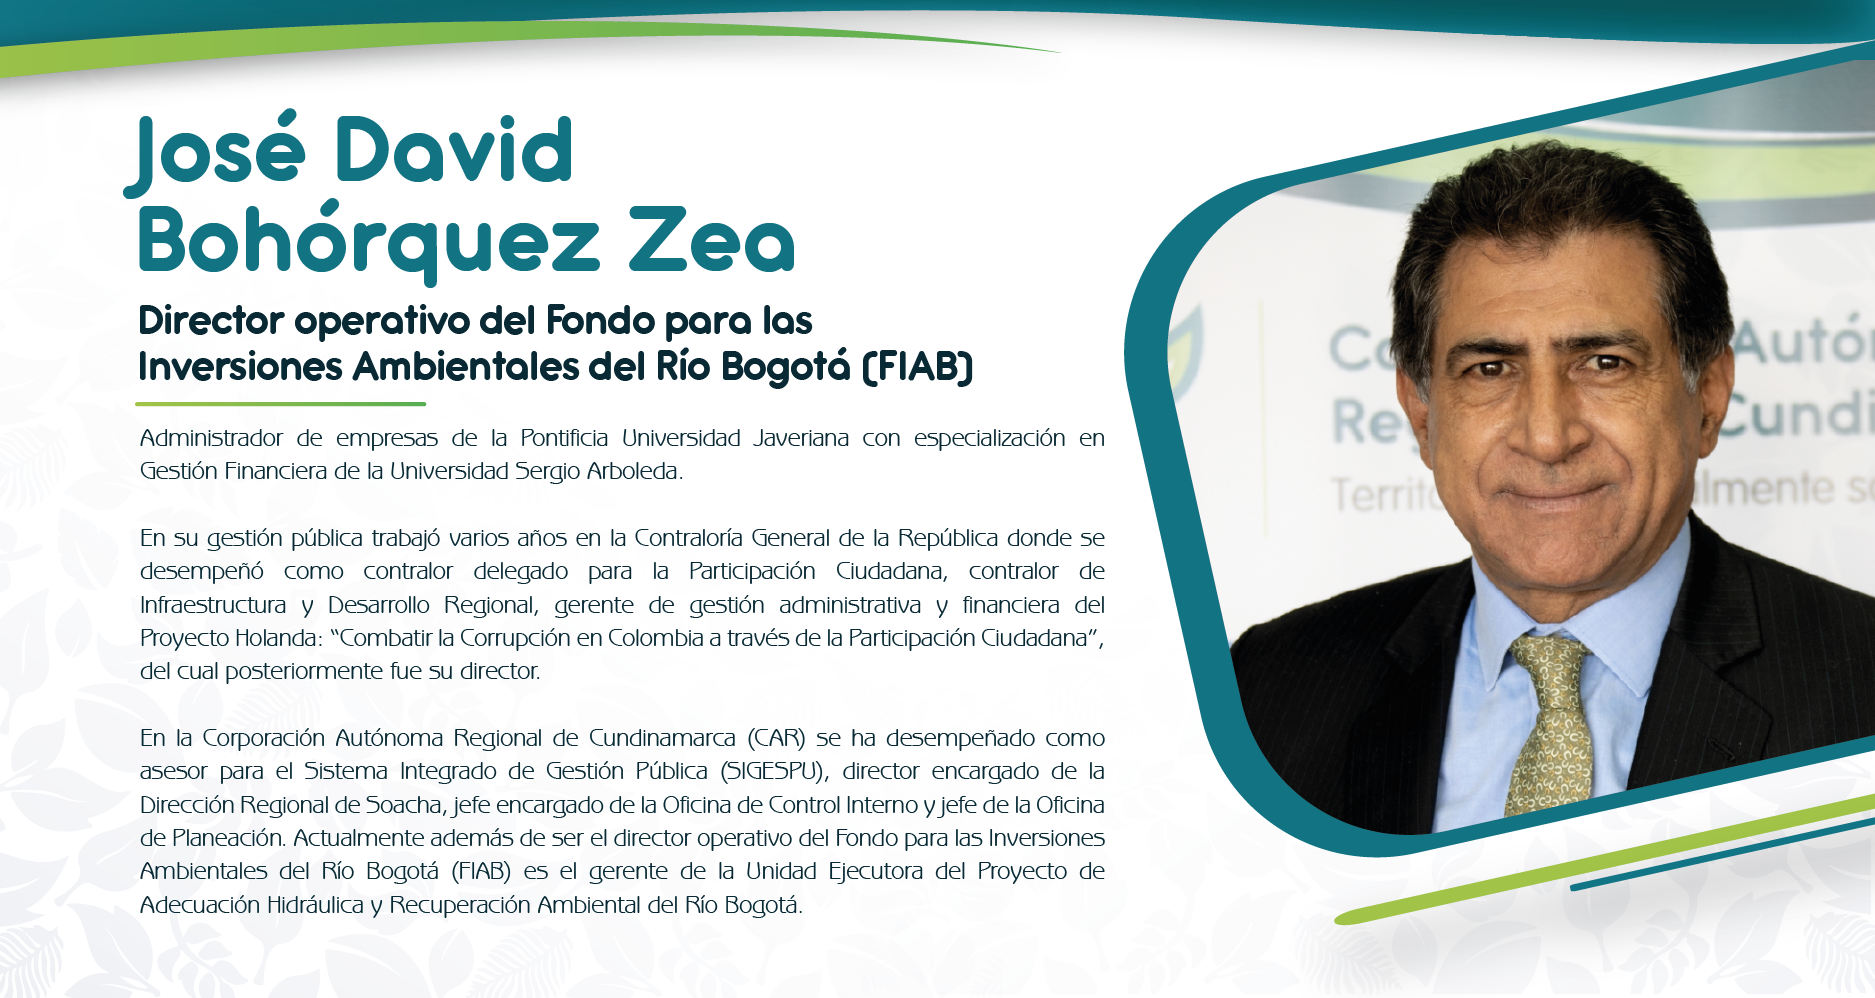 José David
Bohórquez Zea
Director operativo del Fondo para las
Inversiones Ambientales del Río Bogotá (FIAB)
Administrador de empresas de la Pontificia Universidad Javeriana con especialización en
Gestión Financiera de la Universidad Sergio Arboleda.
En su gestión pública trabajó varios años en la Contraloría General de la República donde se
desempeñó como contralor delegado para la Participación Ciudadana, contralor de
Infraestructura y Desarrollo Regional, gerente de gestión administrativa y financiera del
Proyecto Holanda: “Combatir la Corrupción en Colombia a través de la Participación Ciudadana”,
del cual posteriormente fue su director.
En la Corporación Autónoma Regional de Cundinamarca (CAR) se ha desempeñado como
asesor para el Sistema Integrado de Gestión Pública (SIGESPU), director encargado de la
Dirección Regional de Soacha, jefe encargado de la Oficina de Control Interno y jefe de la Oficina
de Planeación. Actualmente además de ser el director operativo del Fondo para las Inversiones
Ambientales del Río Bogotá (FIAB) es el gerente de la Unidad Ejecutora del Proyecto de
Adecuación Hidráulica y Recuperación Ambiental del Río Bogotá.